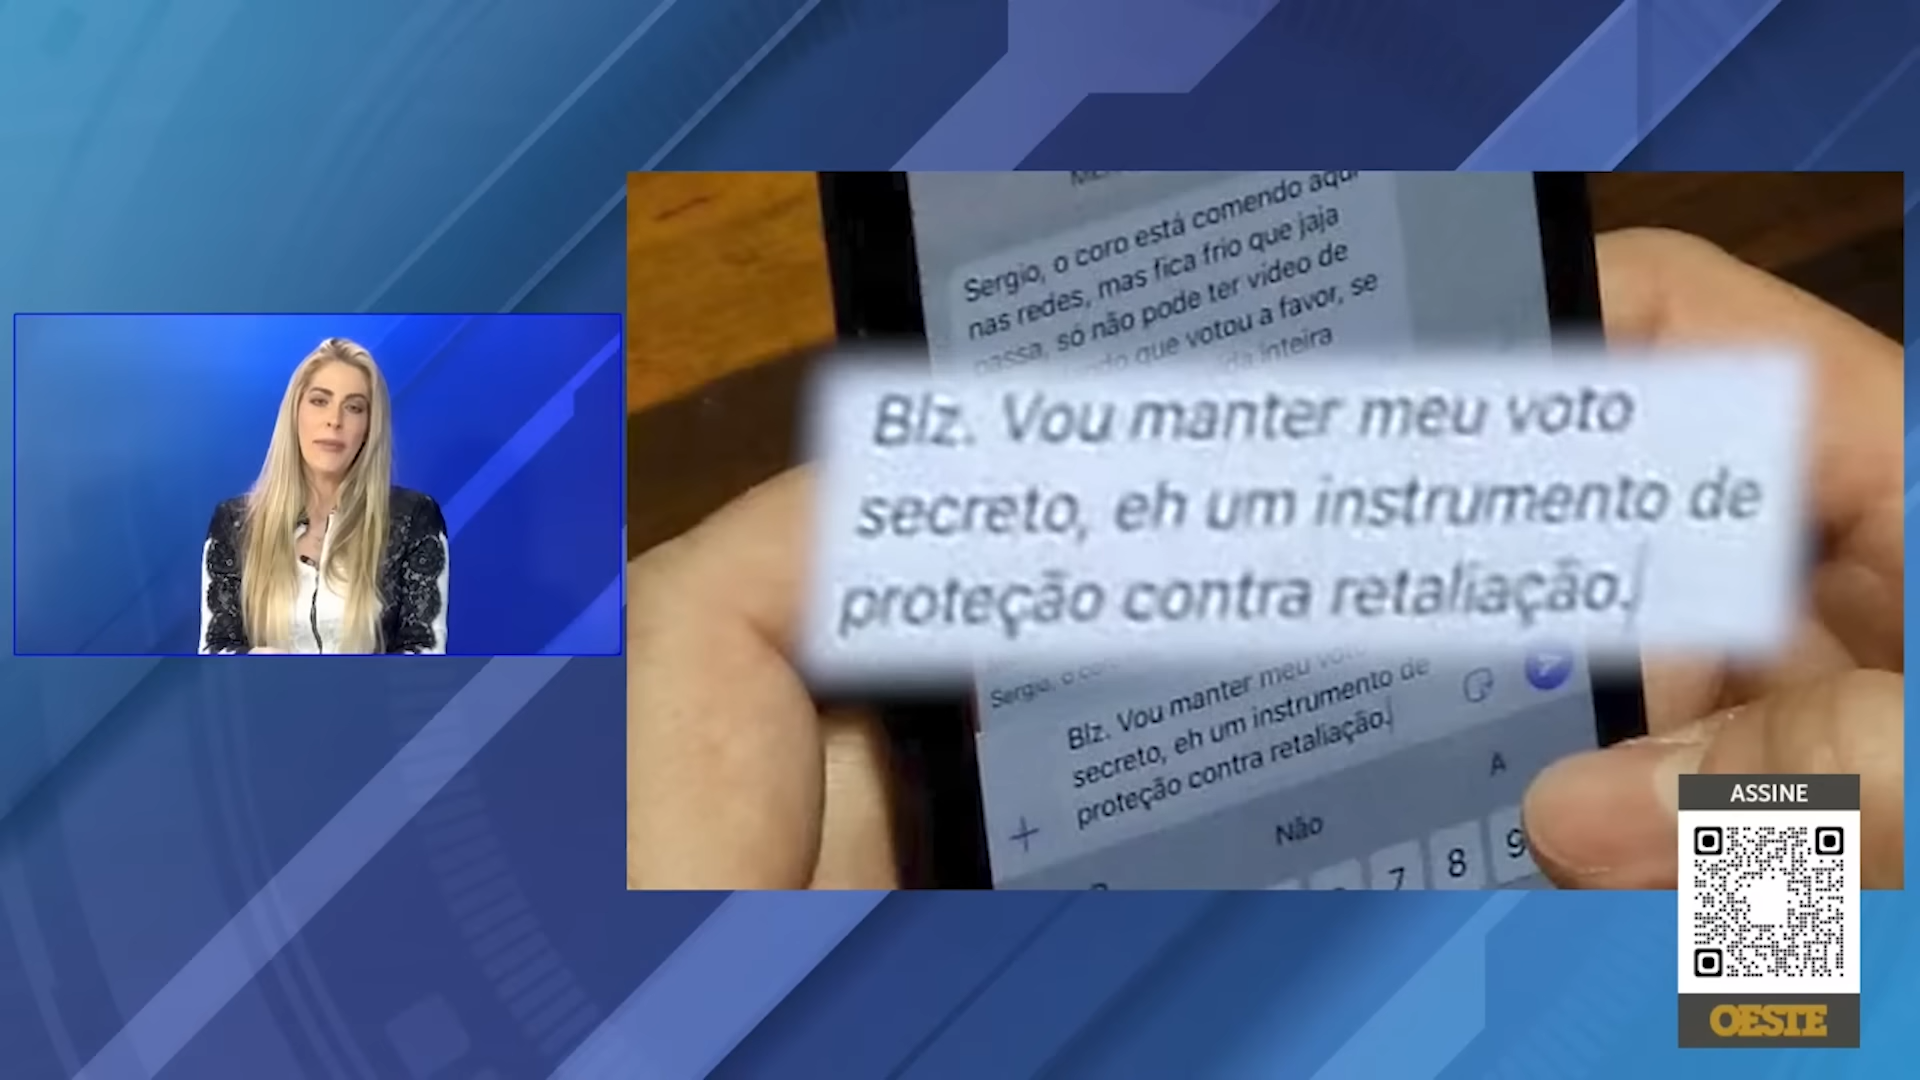 Sergio, o coro está comendo aqui
nas redes, mas fica frio que jaja
passa, só não pode ter vídeo de
que votou a favor, se
inteira
Blz. Vou manter meu voto
secreto, eh um instrumento de
proteção contra retaliação.
Sergio, o
Blz. Vou manter meu voto
secreto, eh um instrumento de
proteção contra retaliação.
Não
A
7 8 9
ASSINE
OESTE